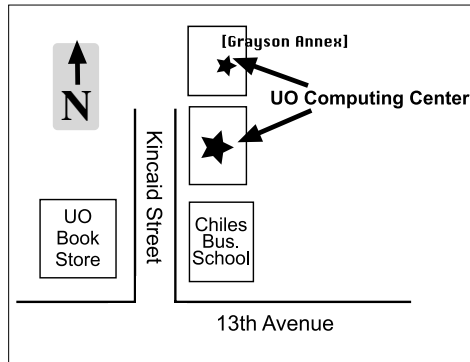 [Grayson Annex]
N
UO Computing Center
Kincaid Street
UO
Book
Store
Chiles
Bus.
School
13th Avenue